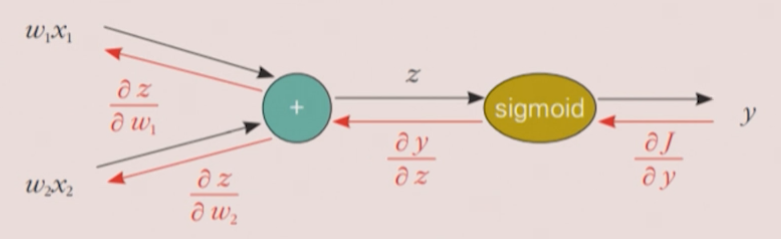 w₁x₁
∂z
∂w₁
+
z
sigmoid
y
∂y
∂z
∂J
∂y
w₂x₂
∂z
∂w₂